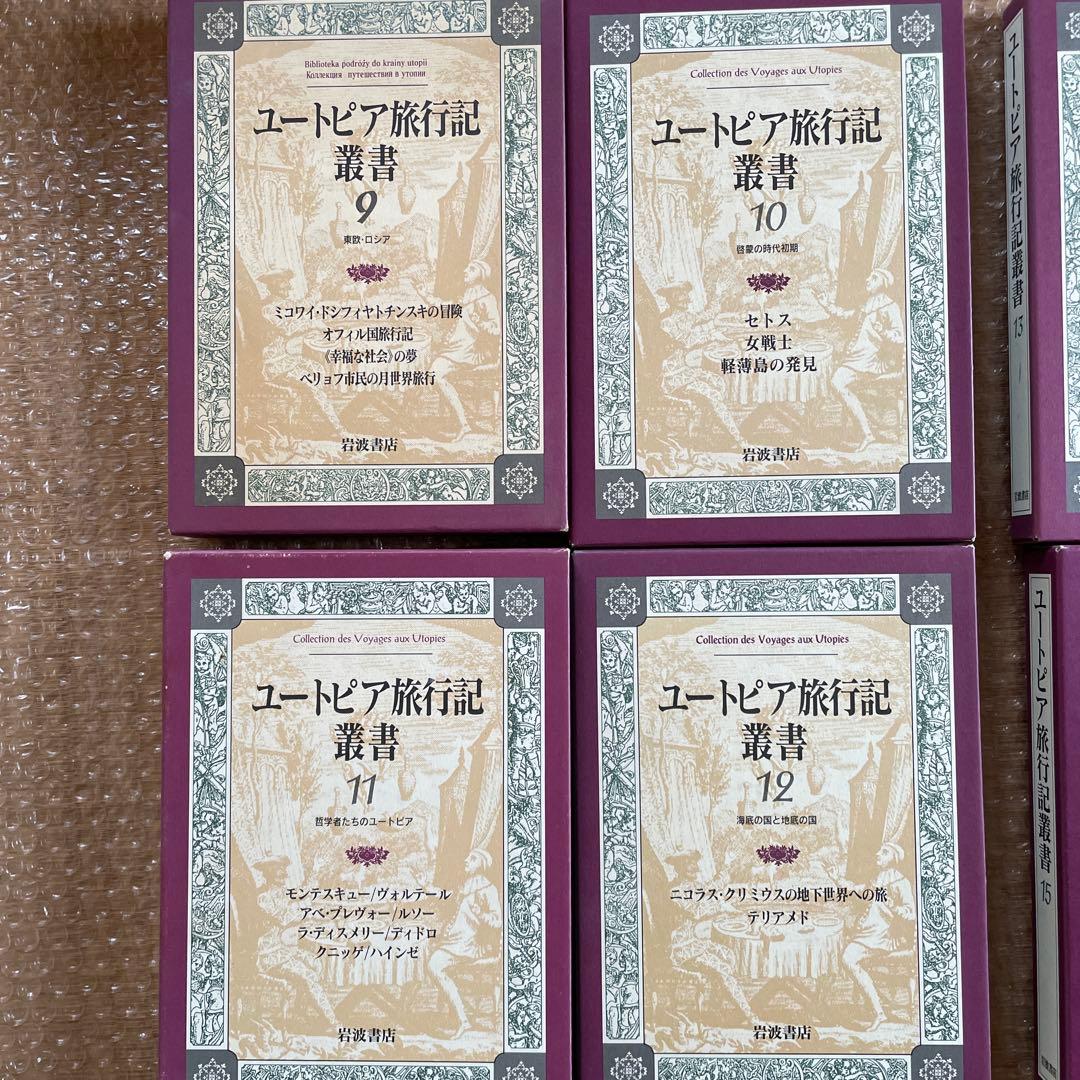 Biblioteka podróży do krainy utopii
Коллекция путешествия в утопии
ユートピア旅行記
叢書
9
東欧・ロシア
ミコワイ・ドシフィヤトチンスキの冒険
オフィル国旅行記
《幸福な社会》の夢
ベリョフ市民の月世界旅行
岩波書店
Collection des Voyages aux Utopies
ユートピア旅行記
叢書
10
啓蒙の時代初期
セトス
女戦士
軽薄島の発見
岩波書店
ユートピア旅行記叢書 13
岩波書店
Collection des Voyages aux Utopies
ユートピア旅行記
叢書
11
哲学者たちのユートピア
モンテスキュー/ヴォルテール
アベ・プレヴォー/ルソー
ラ・ディスメリー/ディドロ
クニッゲ/ハインゼ
岩波書店
Collection des Voyages aux Utopies
ユートピア旅行記
叢書
12
海底の国と地底の国
ニコラス・クリミウスの地下世界への旅
テリアメド
岩波書店
ユートピア旅行記叢書 15
岩波書店